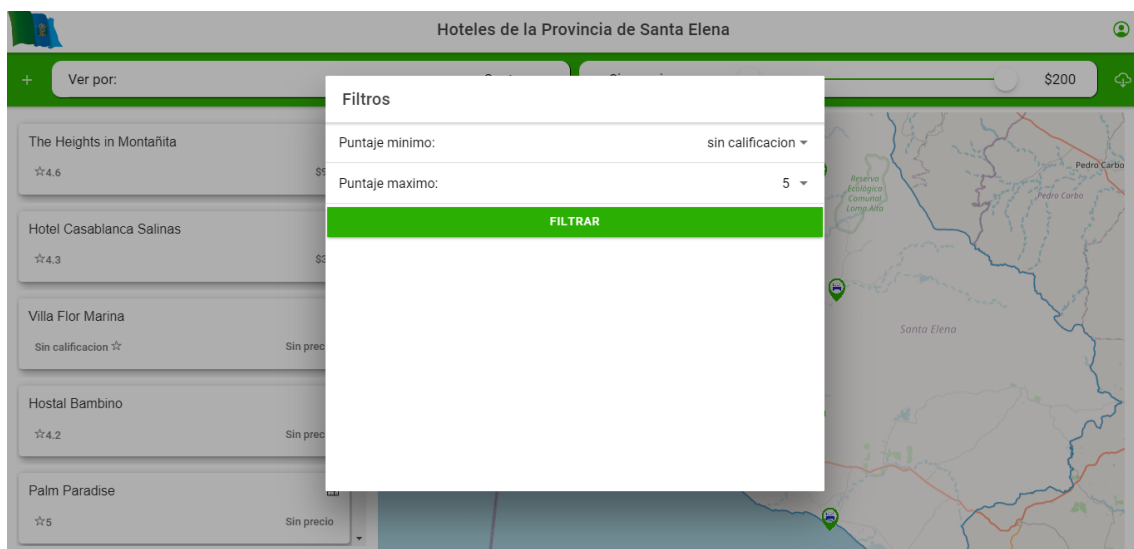 Hoteles de la Provincia de Santa Elena
+ Ver por:
$200
Filtros
Puntaje minimo: sin calificacion
Puntaje maximo: 5
FILTRAR
The Heights in Montañita
☆4.6
Hotel Casablanca Salinas
☆4.3
Villa Flor Marina
Sin calificacion ☆ Sin prec
Hostal Bambino
☆4.2 Sin prec
Palm Paradise
☆5 Sin precio
Pedro Carbo
Pedro Carbo
Reserva
Ecológica
Comunal
Loma Alta
Santa Elena